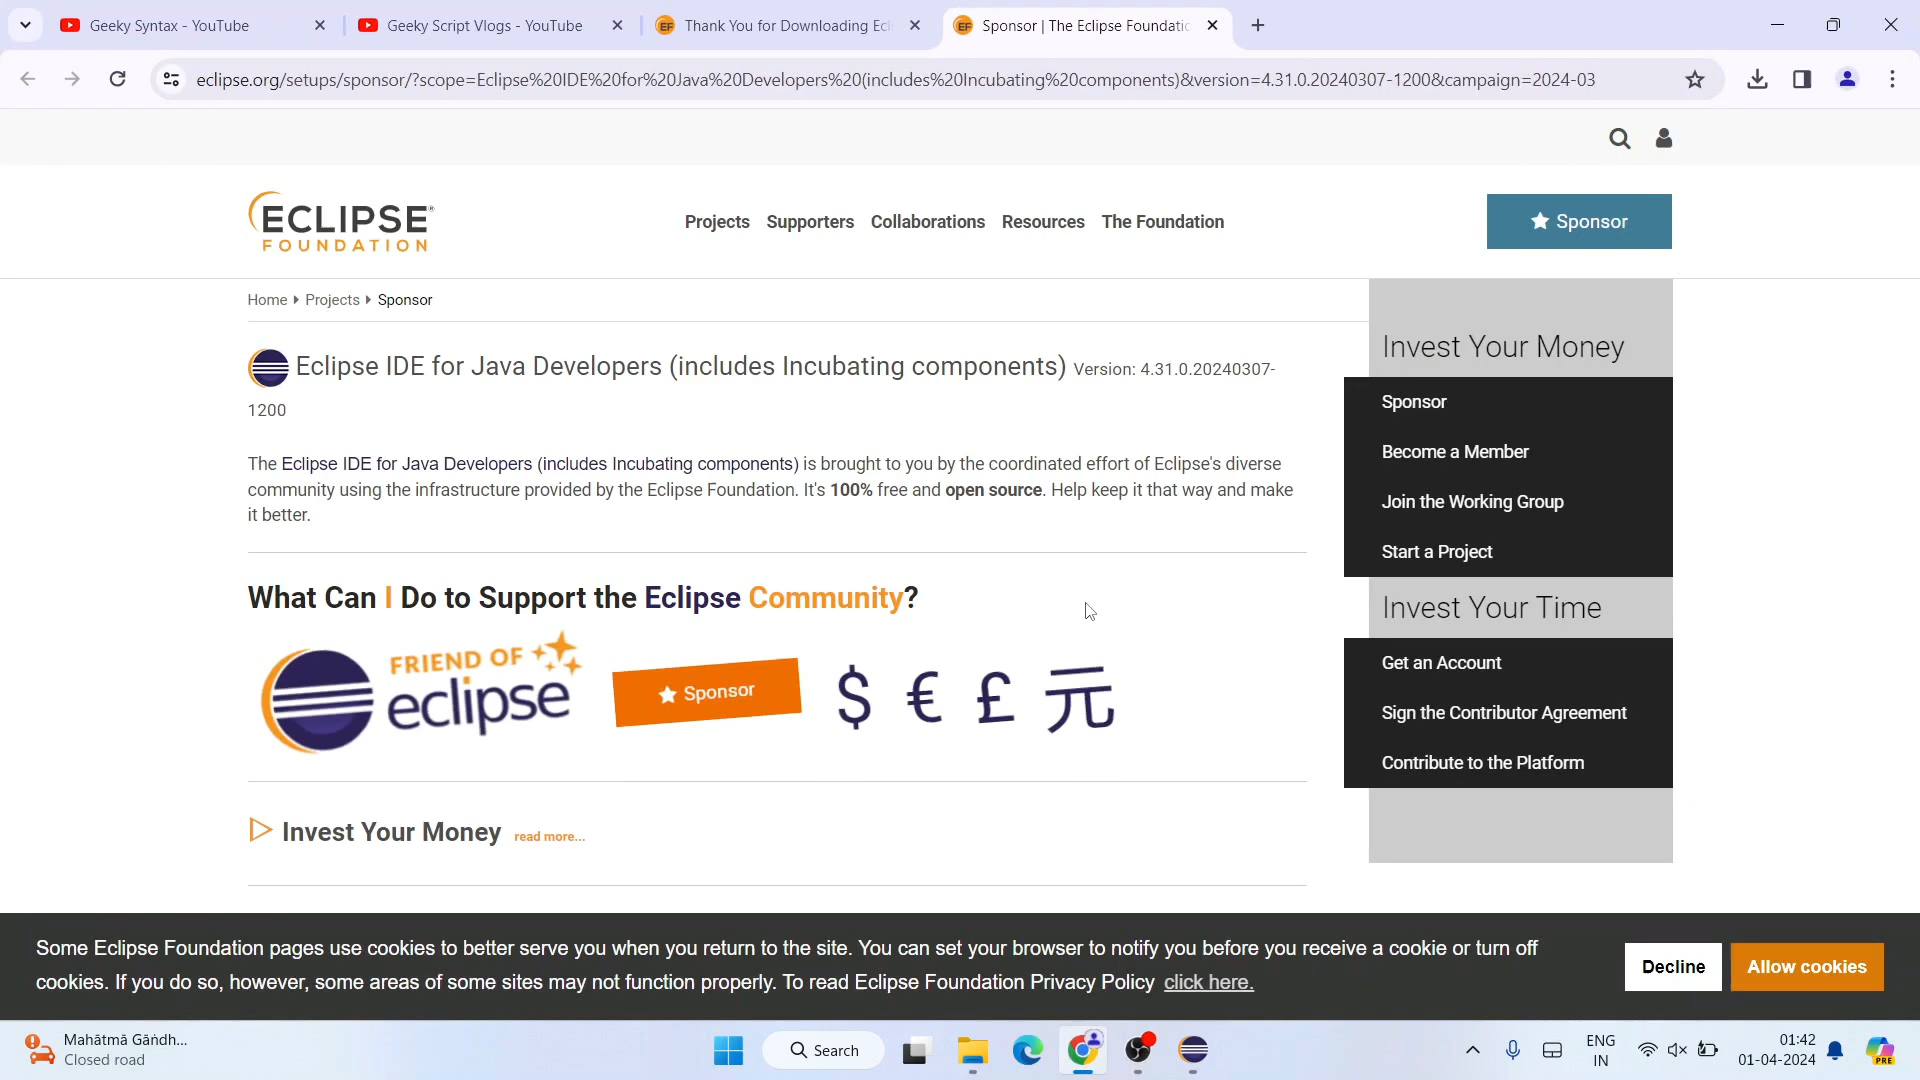 Geeky Syntax - YouTube
Geeky Script Vlogs - YouTube
Thank You for Downloading Ecl
Sponsor | The Eclipse Foundatio
eclipse.org/setups/sponsor/?scope=Eclipse%20IDE%20for%20Java%20Developers%20(includes%20Incubating%20components)&version=4.31.0.20240307-1200&campaign=2024-03
ECLIPSE®
FOUNDATION
Projects Supporters Collaborations Resources The Foundation
Sponsor
Home Projects Sponsor
Eclipse IDE for Java Developers (includes Incubating components) Version: 4.31.0.20240307-
1200
The Eclipse IDE for Java Developers (includes Incubating components) is brought to you by the coordinated effort of Eclipse's diverse
community using the infrastructure provided by the Eclipse Foundation. It's 100% free and open source. Help keep it that way and make
it better.
What Can I Do to Support the Eclipse Community?
FRIEND OF
eclipse
Sponsor
$ € £ 元
Invest Your Money read more...
Invest Your Money
Sponsor
Become a Member
Join the Working Group
Start a Project
Invest Your Time
Get an Account
Sign the Contributor Agreement
Contribute to the Platform
Some Eclipse Foundation pages use cookies to better serve you when you return to the site. You can set your browser to notify you before you receive a cookie or turn off
cookies. If you do so, however, some areas of some sites may not function properly. To read Eclipse Foundation Privacy Policy click here.
Decline
Allow cookies
Mahātmā Gāndh...
Closed road
Search
ENG
IN
01:42
01-04-2024
PRE